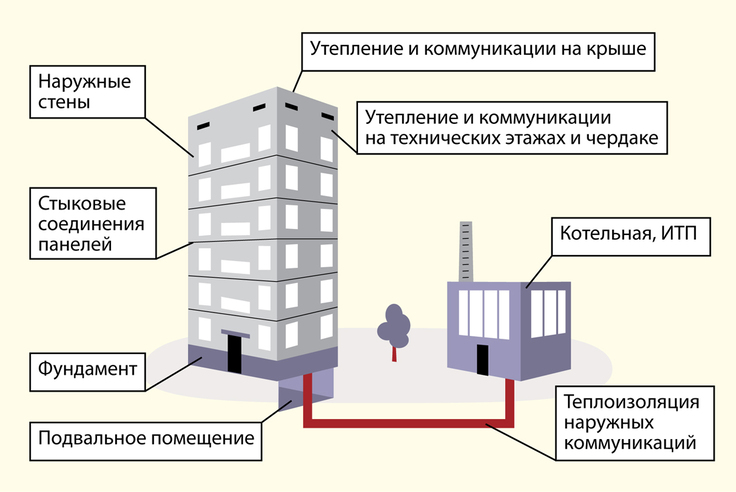 Утепление и коммуникации на крыше
Наружные
стены
Утепление и коммуникации
на технических этажах и чердаке
Стыковые
соединения
панелей
Котельная, ИТП
Фундамент
Теплоизоляция
наружных
коммуникаций
Подвальное помещение